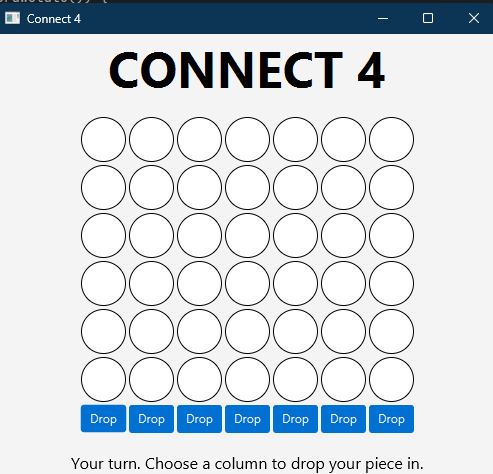 Connect 4
CONNECT 4
Drop Drop Drop Drop Drop Drop Drop
Your turn. Choose a column to drop your piece in.